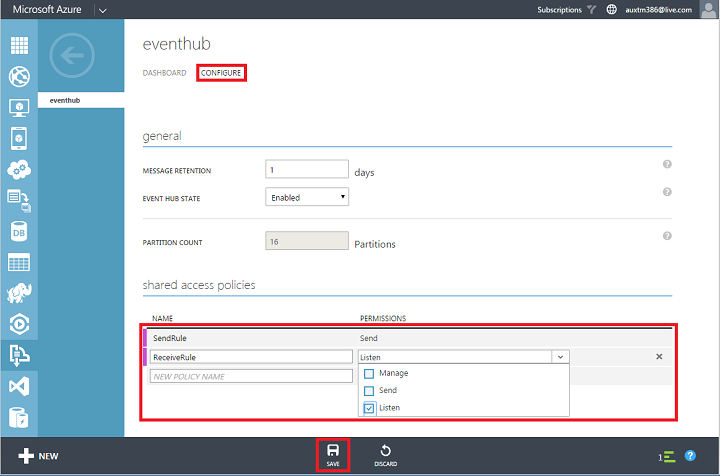 Microsoft Azure
Subscriptions auxtm386@live.com
eventhub
DASHBOARD CONFIGURE
eventhub
general
MESSAGE RETENTION 1 days ?
EVENT HUB STATE Enabled ?
PARTITION COUNT 16 Partitions ?
DB
shared access policies
NAME PERMISSIONS
SendRule Send
ReceiveRule Listen
NEW POLICY NAME
Manage
Send
Listen
NEW SAVE DISCARD 1 ?